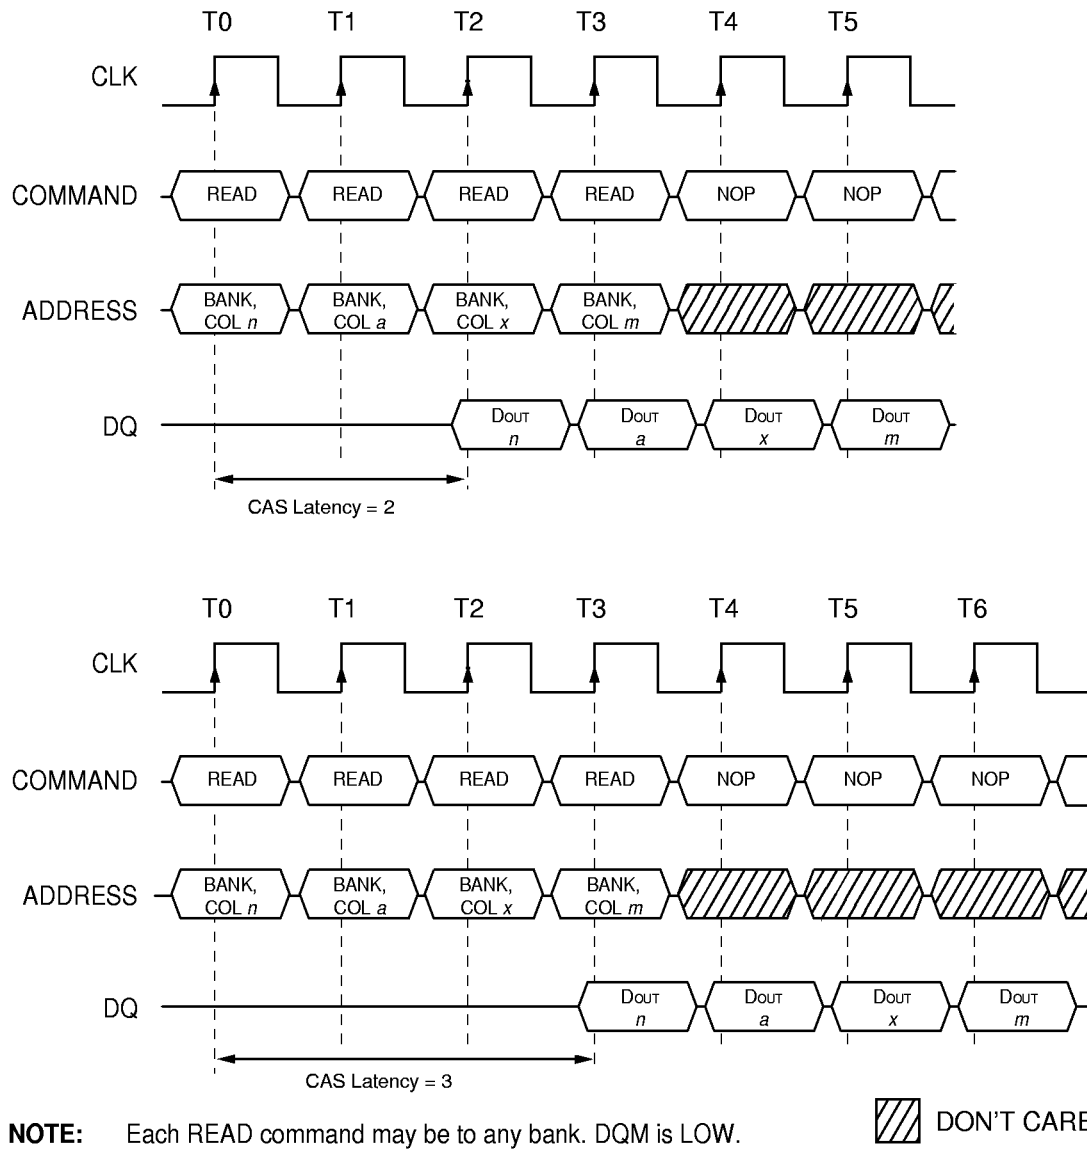 T0 T1 T2 T3 T4 T5
CLK
COMMAND READ READ READ READ NOP NOP
ADDRESS BANK, COL n BANK, COL a BANK, COL x BANK, COL m
DQ DOUT n DOUT a DOUT x DOUT m
CAS Latency = 2
T0 T1 T2 T3 T4 T5 T6
CLK
COMMAND READ READ READ READ NOP NOP NOP
ADDRESS BANK, COL n BANK, COL a BANK, COL x BANK, COL m
DQ DOUT n DOUT a DOUT x DOUT m
CAS Latency = 3
NOTE: Each READ command may be to any bank. DQM is LOW.
DON'T CARE